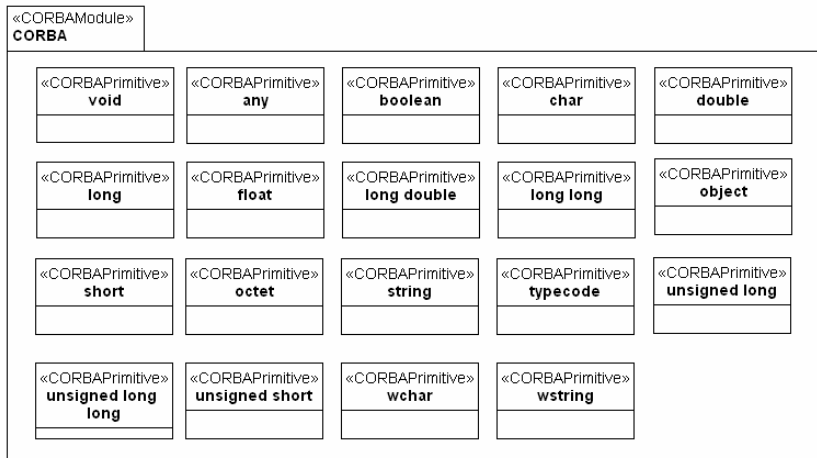 «CORBAModule»
CORBA
«CORBAPrimitive» «CORBAPrimitive» «CORBAPrimitive» «CORBAPrimitive» «CORBAPrimitive»
void any boolean char double
«CORBAPrimitive» «CORBAPrimitive» «CORBAPrimitive» «CORBAPrimitive» «CORBAPrimitive»
long float long double long long object
«CORBAPrimitive» «CORBAPrimitive» «CORBAPrimitive» «CORBAPrimitive» «CORBAPrimitive»
short octet string typecode unsigned long
«CORBAPrimitive» «CORBAPrimitive» «CORBAPrimitive» «CORBAPrimitive»
unsigned long unsigned short wchar wstring
long